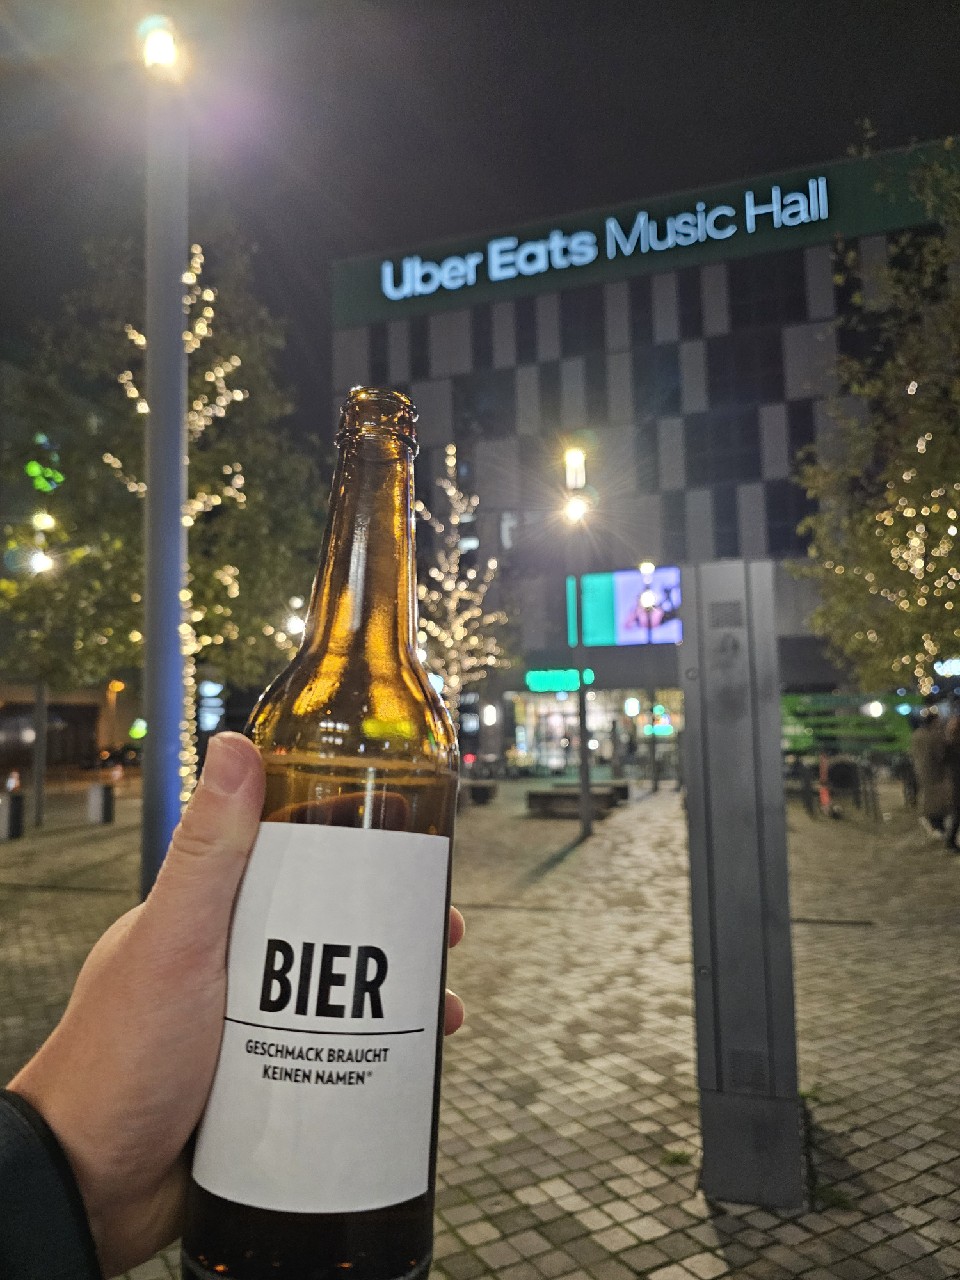 Uber Eats Music Hall
BIER
GESCHMACK BRAUCHT
KEINEN NAMEN*